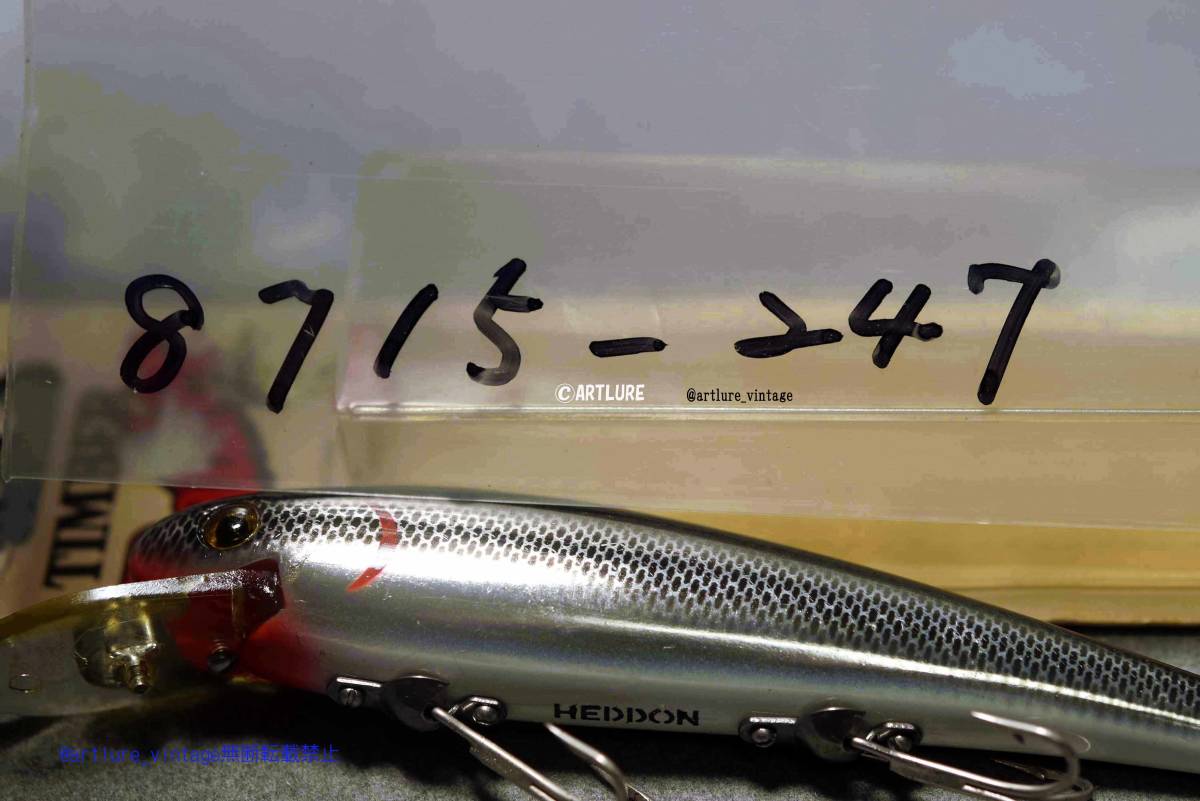 8715-247
©ARTLURE @artlure_vintage
TIMBER
HEDDON
@artlure_vintage無断転載禁止